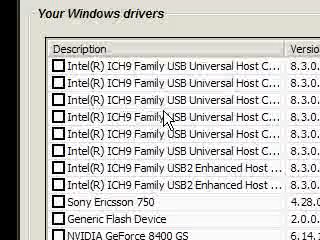 Your Windows drivers
Description Versio
Intel(R) ICH9 Family USB Universal Host C... 8.3.0.
Intel(R) ICH9 Family USB Universal Host C... 8.3.0.
Intel(R) ICH9 Family USB Universal Host C... 8.3.0.
Intel(R) ICH9 Family USB Universal Host C... 8.3.0.
Intel(R) ICH9 Family USB Universal Host C... 8.3.0.
Intel(R) ICH9 Family USB Universal Host C... 8.3.0.
Intel(R) ICH9 Family USB2 Enhanced Host ... 8.3.0.
Intel(R) ICH9 Family USB2 Enhanced Host ... 8.3.0.
Sony Ericsson 750 4.28.0
Generic Flash Device 2.0.0.
NVIDIA GeForce 8400 GS 6.14.